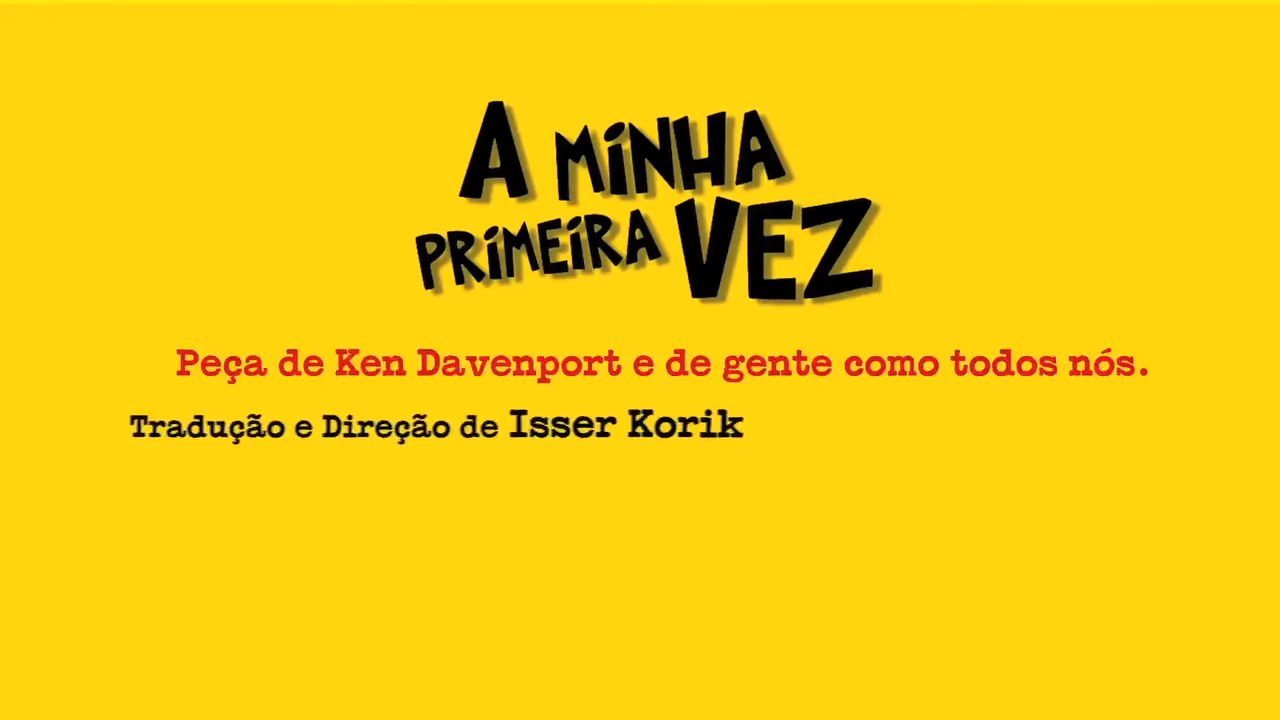 A MINHA
PRIMEIRA VEZ
Peça de Ken Davenport e de gente como todos nós.
Tradução e Direção de Isser Korik